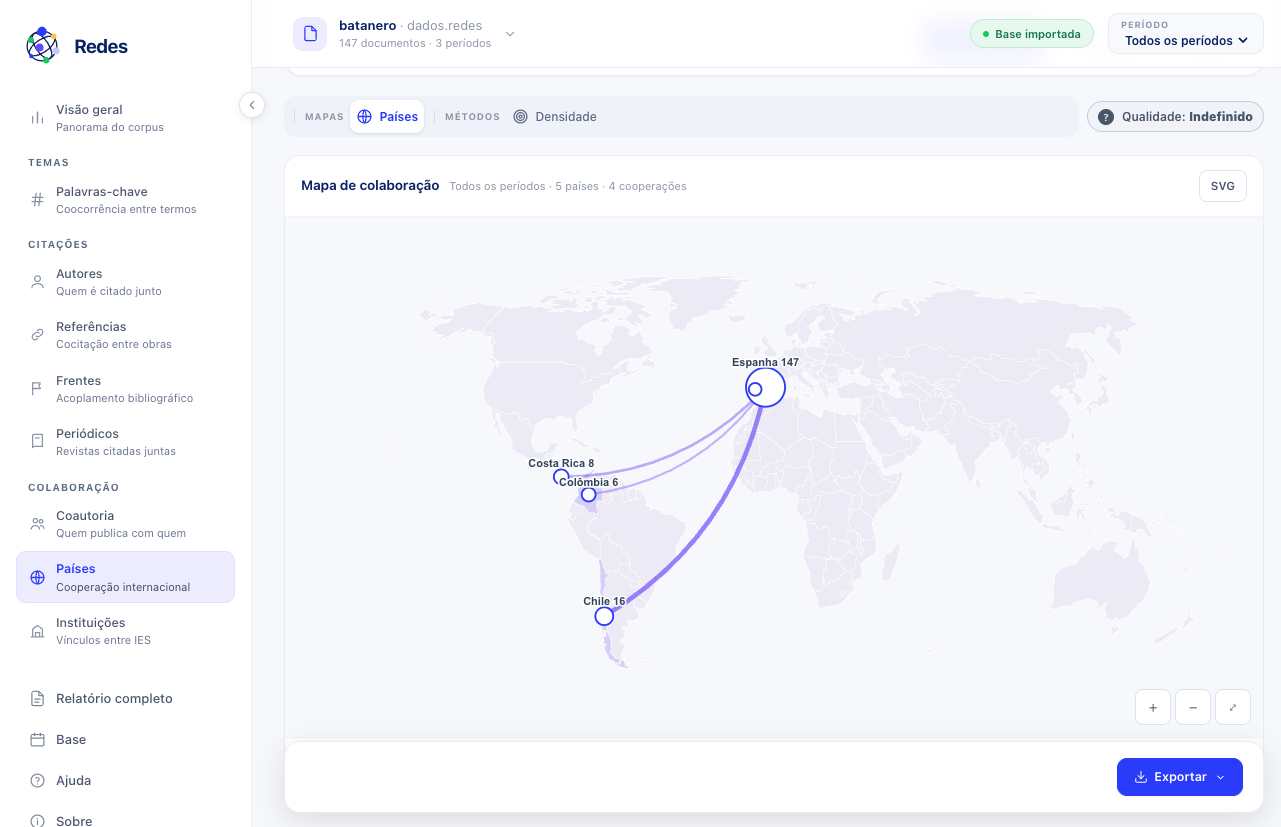 Redes
Visão geral
Panorama do corpus
TEMAS
Palavras-chave
Coocorrência entre termos
CITAÇÕES
Autores
Quem é citado junto
Referências
Cocitação entre obras
Frentes
Acoplamento bibliográfico
Periódicos
Revistas citadas juntas
COLABORAÇÃO
Coautoria
Quem publica com quem
Países
Cooperação internacional
Instituições
Vínculos entre IES
Relatório completo
Base
Ajuda
Sobre
batanero · dados.redes
147 documentos · 3 períodos
Base importada
PERÍODO
Todos os períodos
MAPAS
Países
MÉTODOS
Densidade
? Qualidade: Indefinido
Mapa de colaboração Todos os períodos · 5 países · 4 cooperações
SVG
Espanha 147
Costa Rica 8
Colômbia 6
Chile 16
+
−
Exportar